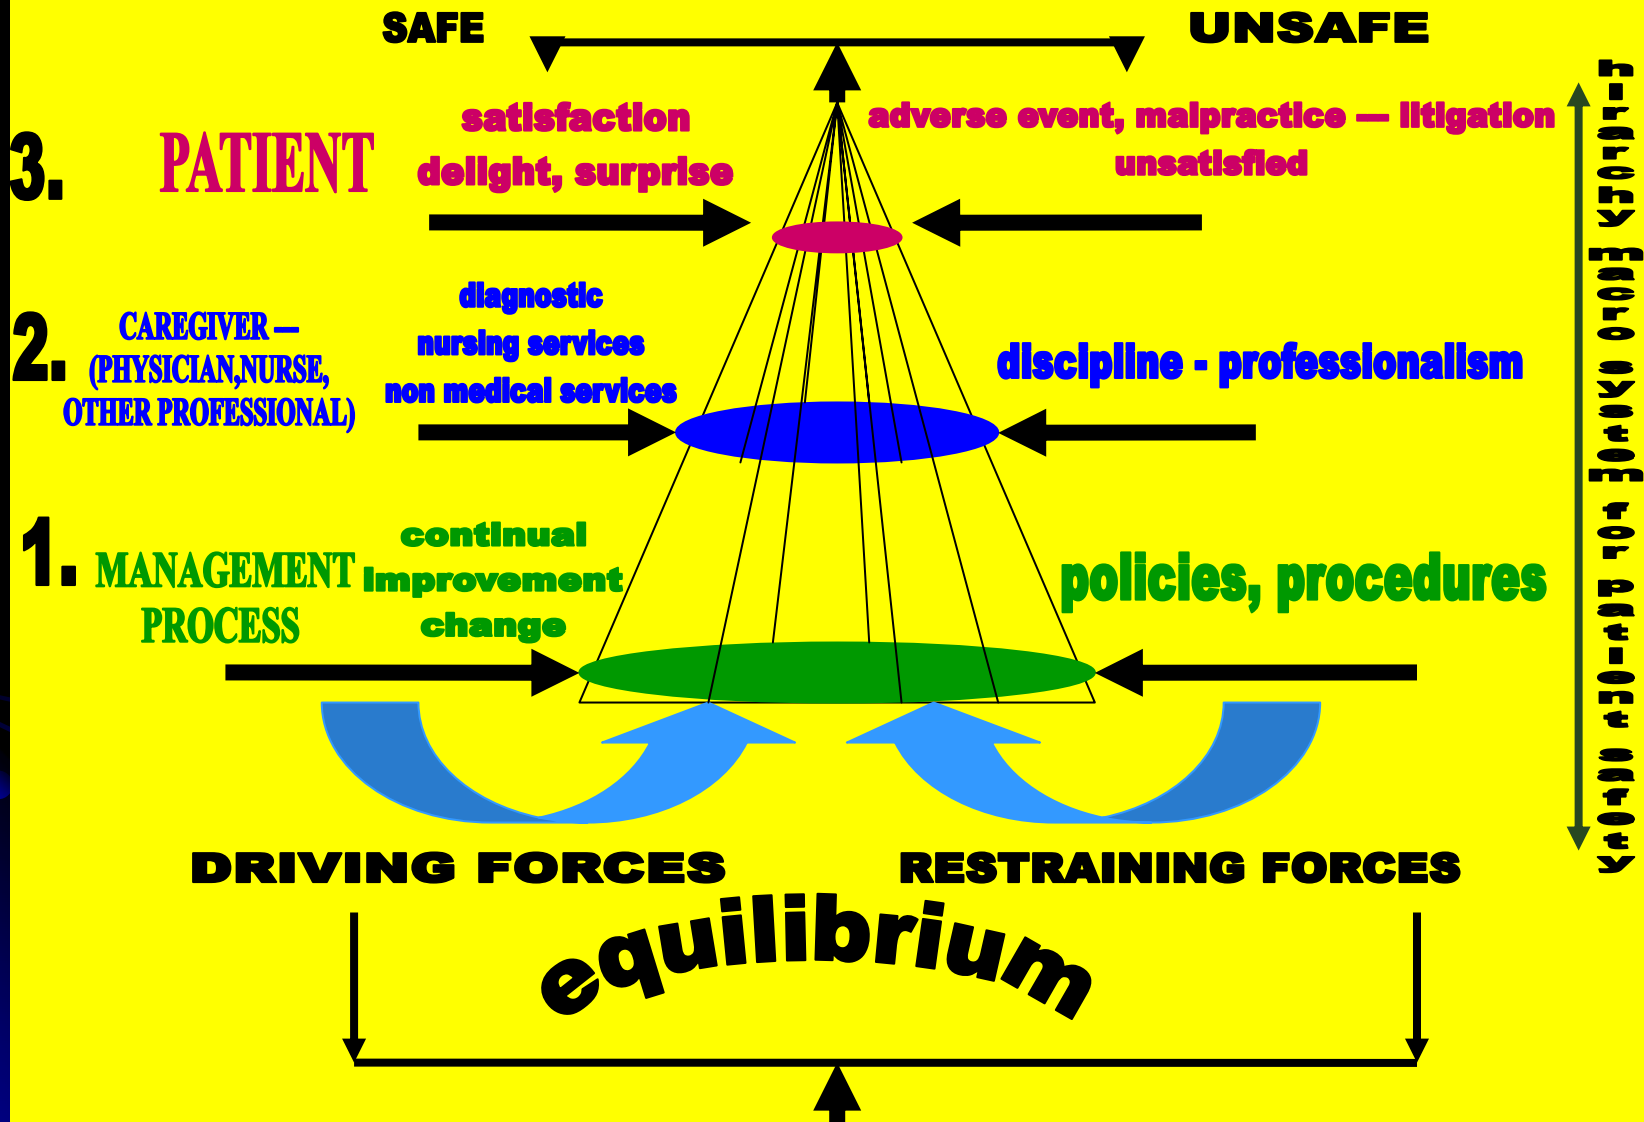 SAFE
UNSAFE
3.
PATIENT
satisfaction
delight, surprise
adverse event, malpractice — litigation
unsatisfied
2.
CAREGIVER —
(PHYSICIAN,NURSE,
OTHER PROFESSIONAL)
diagnostic
nursing services
non medical services
discipline - professionalism
1.
MANAGEMENT
PROCESS
continual
improvement
change
policies, procedures
DRIVING FORCES
RESTRAINING FORCES
equilibrium
hirarchy macro system for patient safety